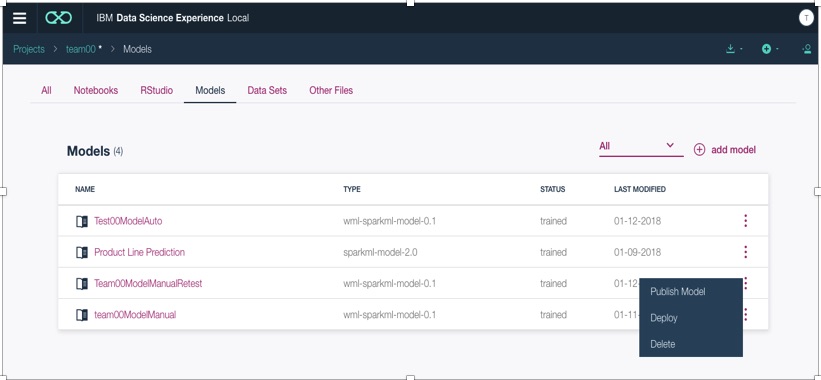 IBM Data Science Experience Local
T
Projects > team00 * > Models
All Notebooks RStudio Models Data Sets Other Files
Models (4)
All
add model
NAME TYPE STATUS LAST MODIFIED
Test00ModelAuto wml-sparkml-model-0.1 trained 01-12-2018
Product Line Prediction sparkml-model-2.0 trained 01-09-2018
Team00ModelManualRetest wml-sparkml-model-0.1 trained 01-12-
team00ModelManual wml-sparkml-model-0.1 trained 01-11-
Publish Model
Deploy
Delete